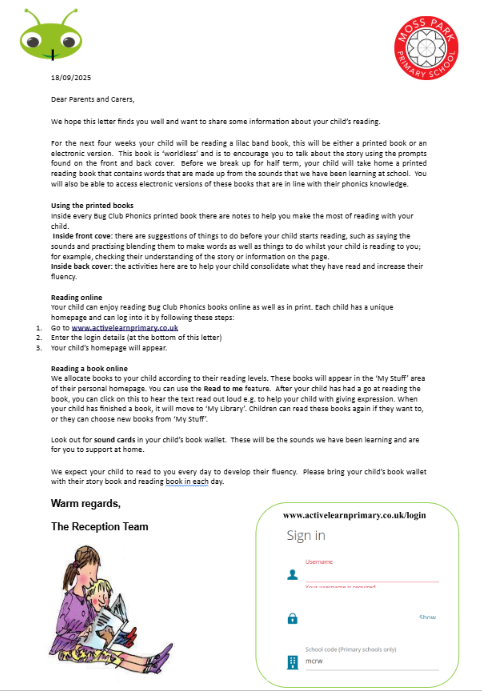 MOSS PARK
PRIMARY SCHOOL
18/09/2025
Dear Parents and Carers,
We hope this letter finds you well and want to share some information about your child's reading.
For the next four weeks your child will be reading a lilac band book, this will be either a printed book or an
electronic version.  This book is 'worldless' and is to encourage you to talk about the story using the prompts
found on the front and back cover.  Before we break up for half term, your child will take home a printed
reading book that contains words that are made up from the sounds that we have been learning at school.  You
will also be able to access electronic versions of these books that are in line with their phonics knowledge.
Using the printed books
Inside every Bug Club Phonics printed book there are notes to help you make the most of reading with your
child.
Inside front cove: there are suggestions of things to do before your child starts reading, such as saying the
sounds and practising blending them to make words as well as things to do whilst your child is reading to you;
for example, checking their understanding of the story or information on the page.
Inside back cover: the activities here are to help your child consolidate what they have read and increase their
fluency.
Reading online
Your child can enjoy reading Bug Club Phonics books online as well as in print. Each child has a unique
homepage and can log into it by following these steps:
1. Go to www.activelearnprimary.co.uk
2. Enter the login details (at the bottom of this letter)
3. Your child's homepage will appear.
Reading a book online
We allocate books to your child according to their reading levels. These books will appear in the 'My Stuff' area
of their personal homepage. You can use the Read to me feature.  After your child has had a go at reading the
book, you can click on this to hear the text read out loud e.g. to help your child with giving expression. When
your child has finished a book, it will move to 'My Library'. Children can read these books again if they want to,
or they can choose new books from 'My Stuff'.
Look out for sound cards in your child's book wallet.  These will be the sounds we have been learning and are
for you to support at home.
We expect your child to read to you every day to develop their fluency.  Please bring your child's book wallet
with their story book and reading book in each day.
Warm regards,
The Reception Team
www.activelearnprimary.co.uk/login
Sign in
Username
Show
School code (Primary schools only)
mcrw